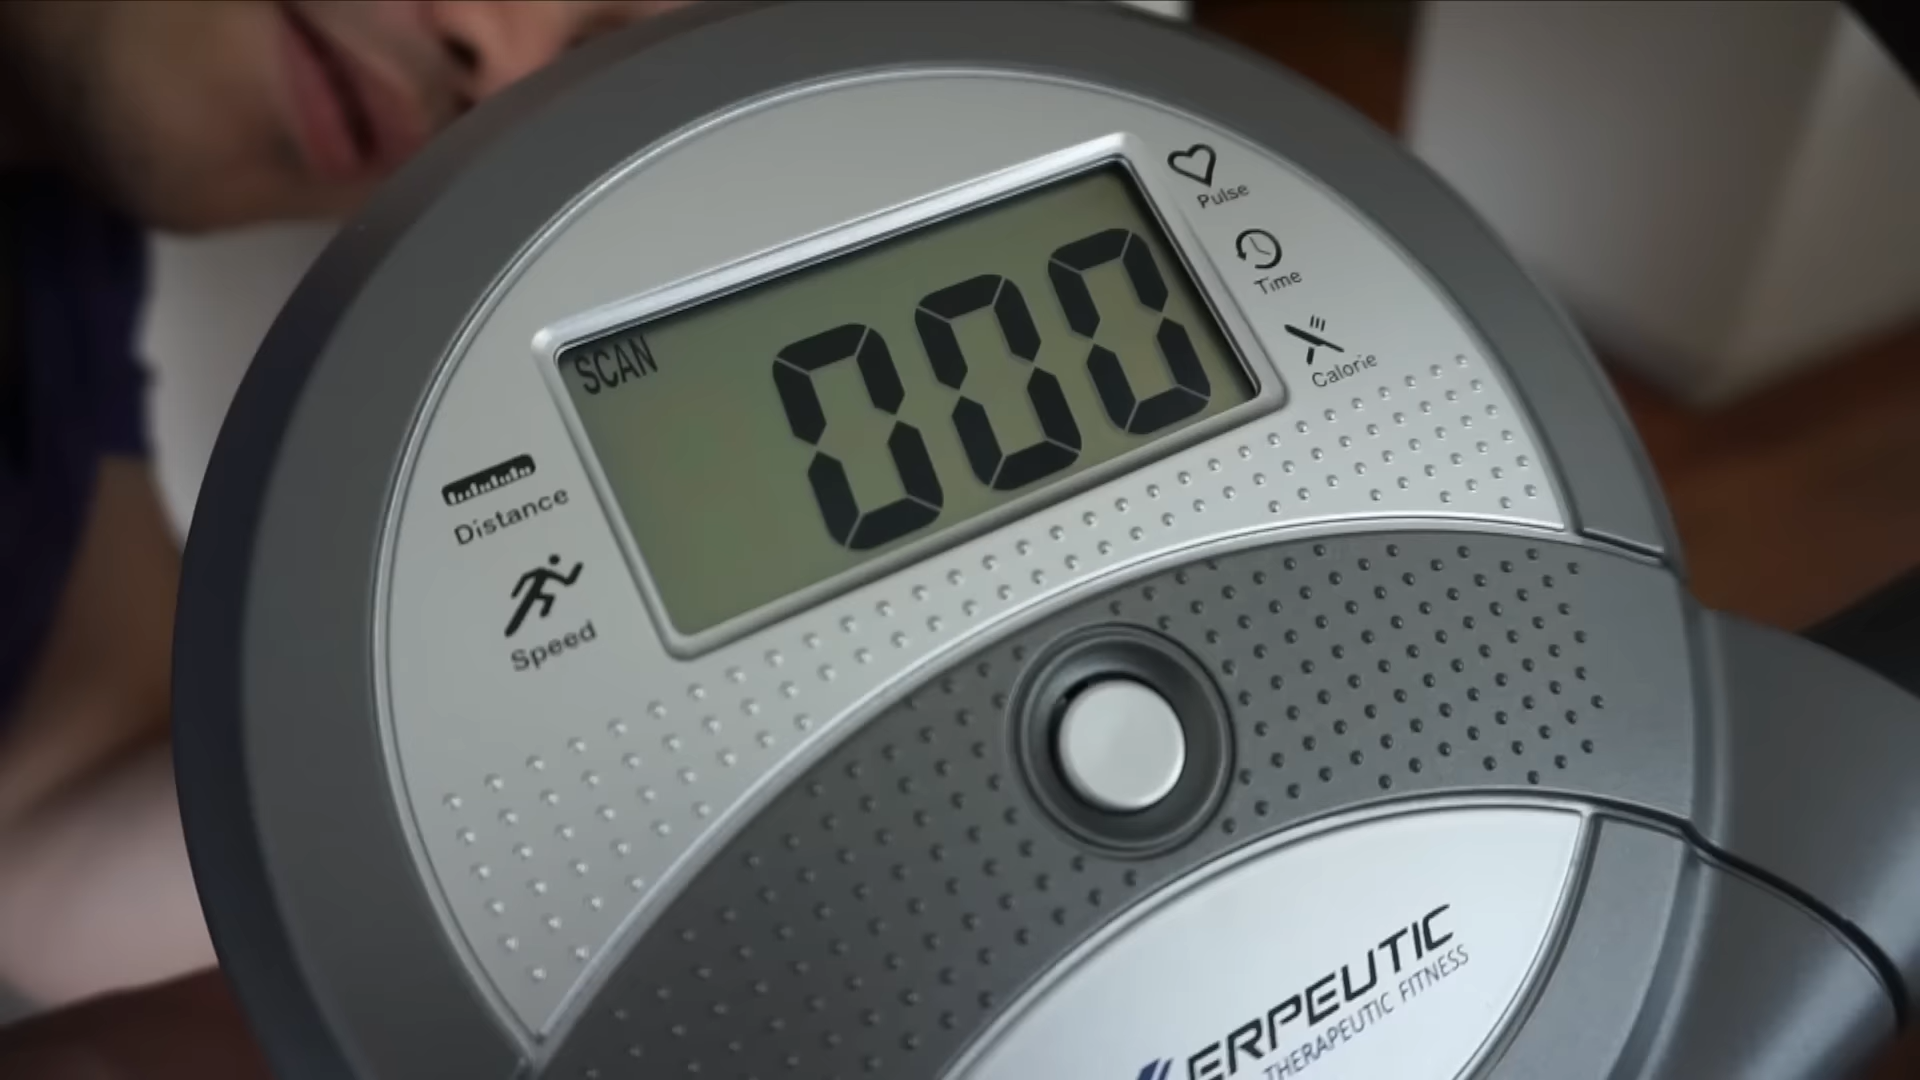 Pulse
Time
Calorie
SCAN
000
Distance
Speed
ERPEUTIC
THERAPEUTIC FITNESS